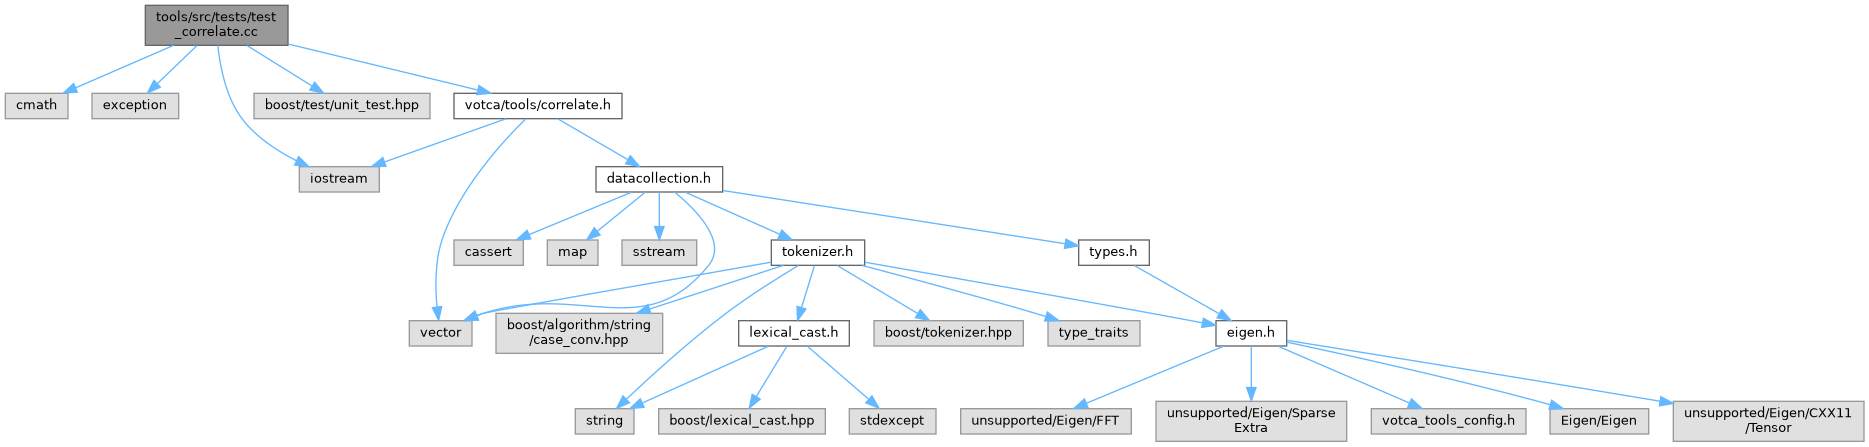 tools/src/tests/test
_correlate.cc
cmath
exception
boost/test/unit_test.hpp
votca/tools/correlate.h
iostream
datacollection.h
cassert
map
sstream
tokenizer.h
types.h
vector
boost/algorithm/string
/case_conv.hpp
lexical_cast.h
boost/tokenizer.hpp
type_traits
eigen.h
string
boost/lexical_cast.hpp
stdexcept
unsupported/Eigen/FFT
unsupported/Eigen/Sparse
Extra
votca_tools_config.h
Eigen/Eigen
unsupported/Eigen/CXX11
/Tensor